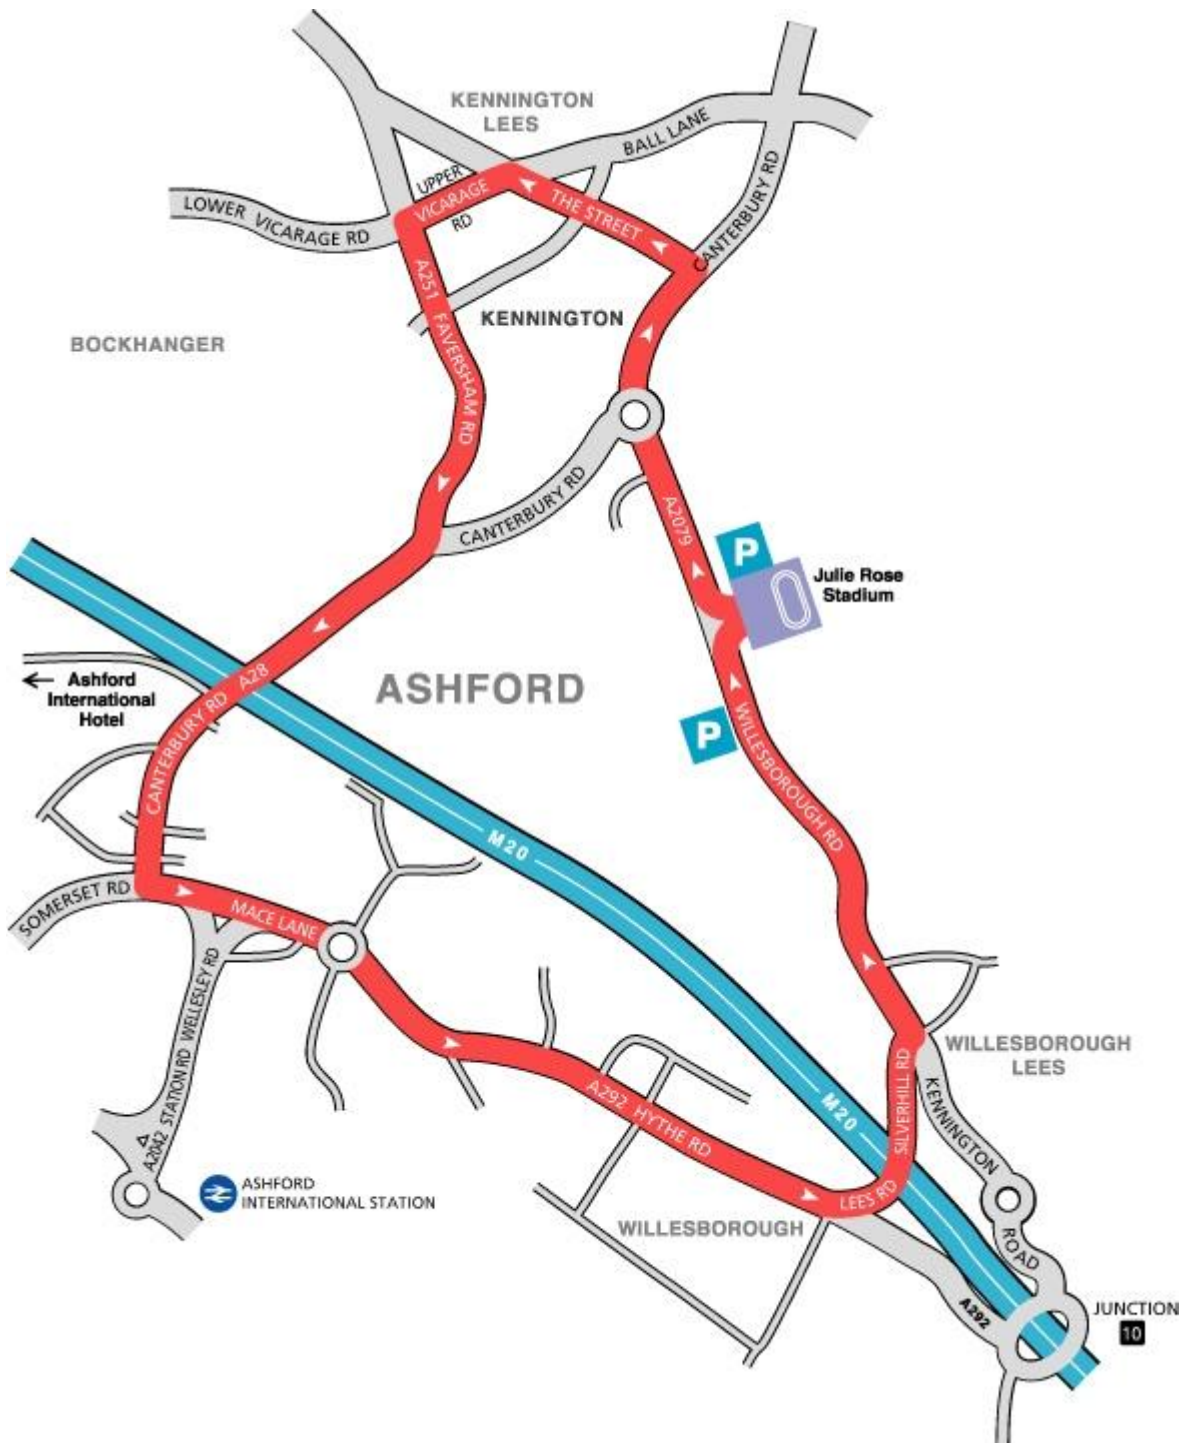 KENNINGTON
LEES
BALL LANE
UPPER
VICARAGE
RD
THE STREET
CANTERBURY RD
LOWER VICARAGE RD
A251 FAVERSHAM RD
KENNINGTON
BOCKHANGER
CANTERBURY RD
A2079
P
Julie Rose
Stadium
Ashford
International
Hotel
CANTERBURY RD A28
ASHFORD
P
WILLESBOROUGH RD
M20
SOMERSET RD
MACE LANE
A2042 STATION RD WELLESLEY RD
WILLESBOROUGH
LEES
SILVERHILL RD
KENNINGTON
ROAD
M20
A292 HYTHE RD
LEES RD
ASHFORD
INTERNATIONAL STATION
WILLESBOROUGH
A292
JUNCTION
10